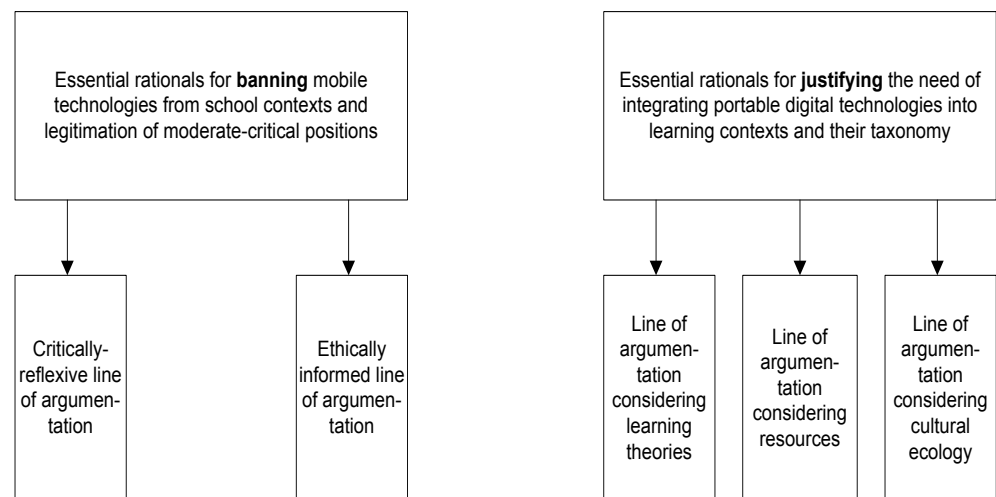 Essential rationals for banning mobile
technologies from school contexts and
legitimation of moderate-critical positions
Essential rationals for justifying the need of
integrating portable digital technologies into
learning contexts and their taxonomy
Critically-
reflexive line
of argumen-
tation
Ethically
informed line
of argumen-
tation
Line of
argumen-
tation
considering
learning
theories
Line of
argumen-
tation
considering
resources
Line of
argumen-
tation
considering
cultural
ecology